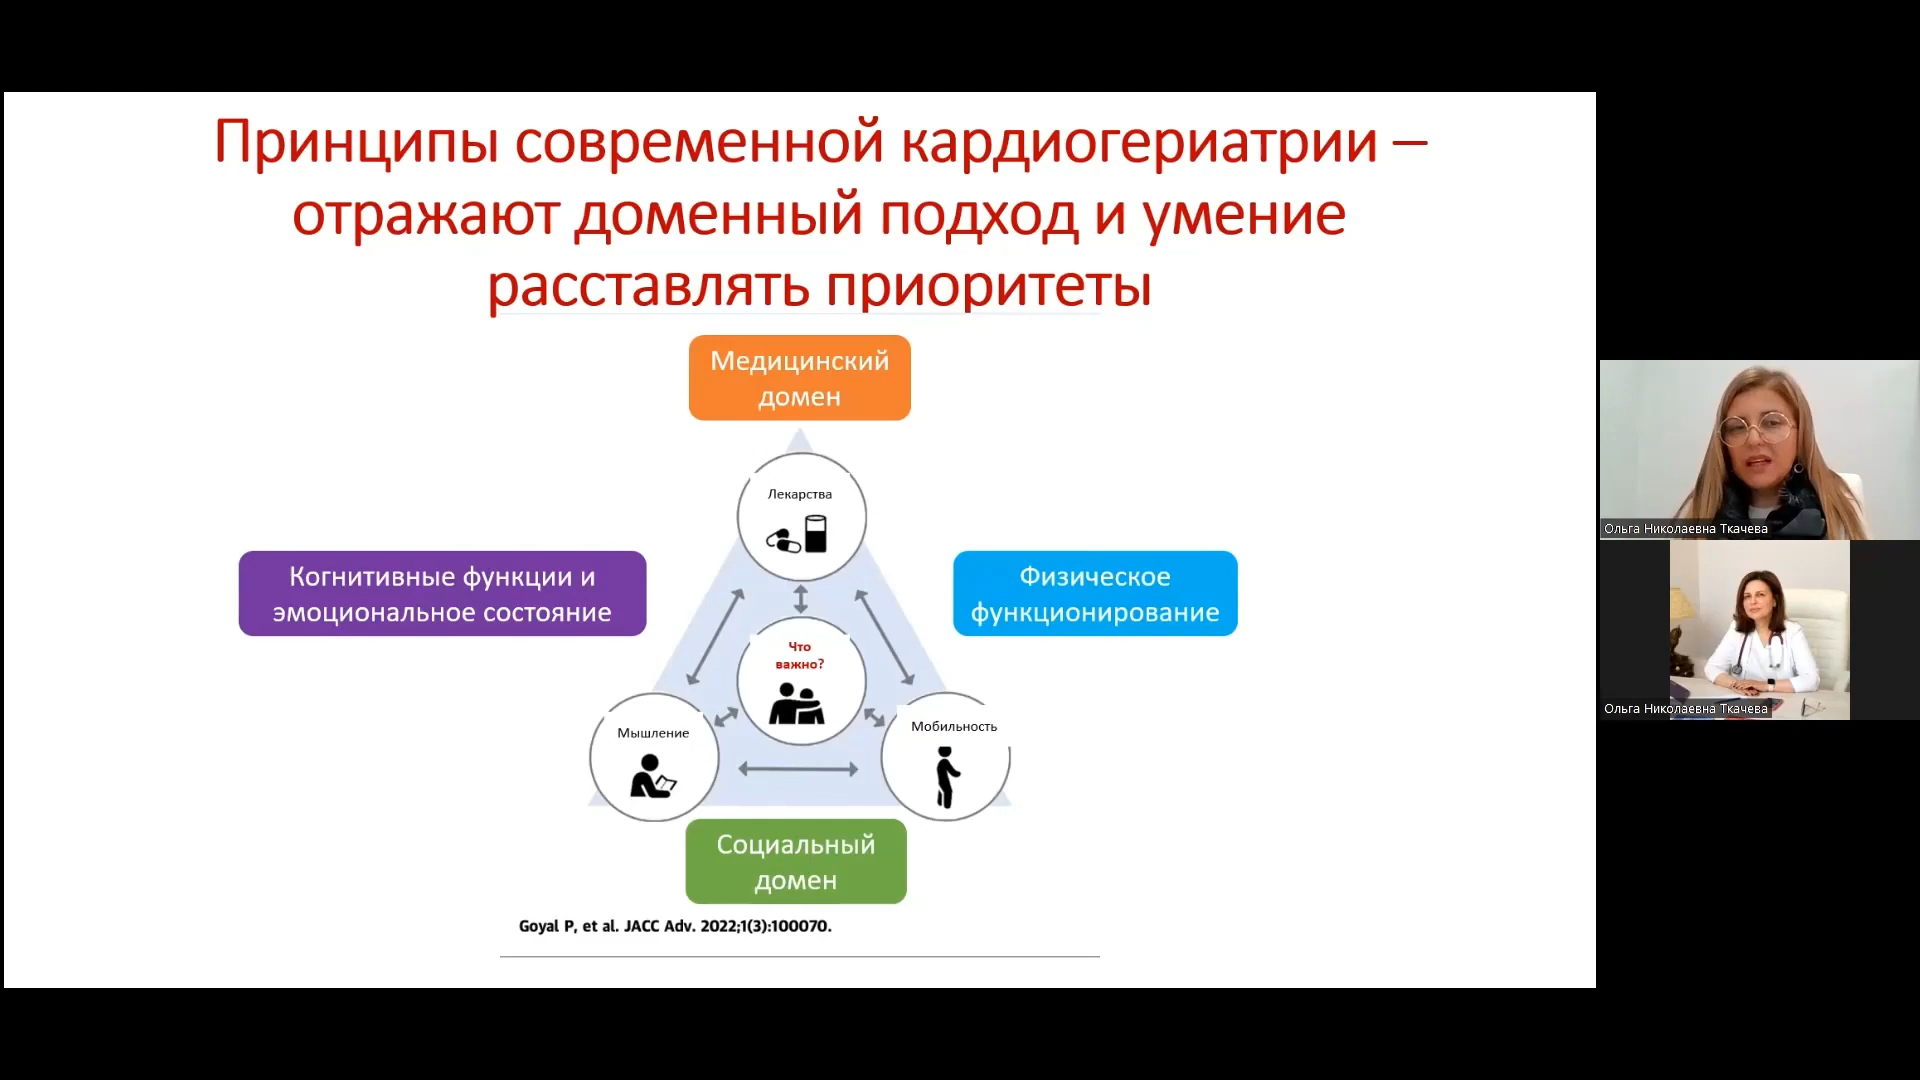 Принципы современной кардиогериатрии –
отражают доменный подход и умение
расставлять приоритеты
Медицинский
домен
Лекарства
Когнитивные функции и
эмоциональное состояние
Физическое
функционирование
Что
важно?
Мышление
Мобильность
Социальный
домен
Goyal P, et al. JACC Adv. 2022;1(3):100070.
Ольга Николаевна Ткачева
Ольга Николаевна Ткачева